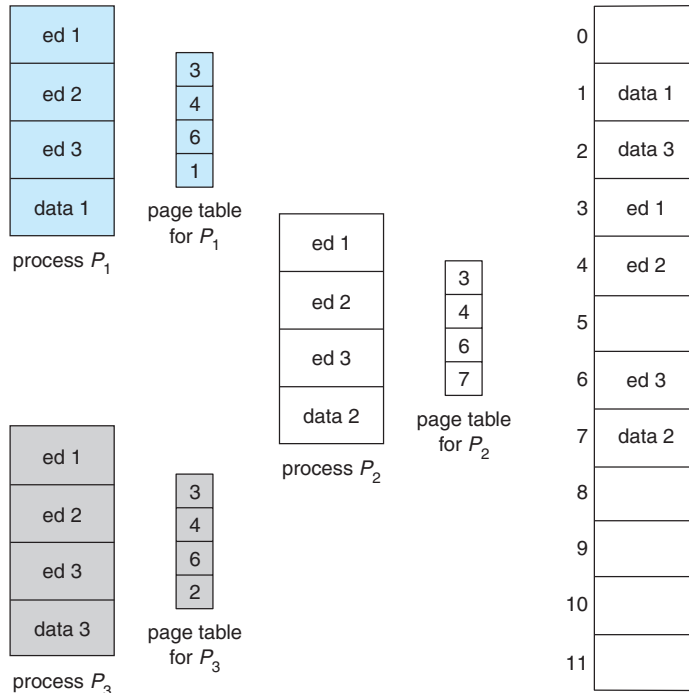 ed 1
ed 2
ed 3
data 1
process P1
3
4
6
1
page table
for P1
ed 1
ed 2
ed 3
data 2
process P2
3
4
6
7
page table
for P2
ed 1
ed 2
ed 3
data 3
process P3
3
4
6
2
page table
for P3
0
1 data 1
2 data 3
3 ed 1
4 ed 2
5
6 ed 3
7 data 2
8
9
10
11